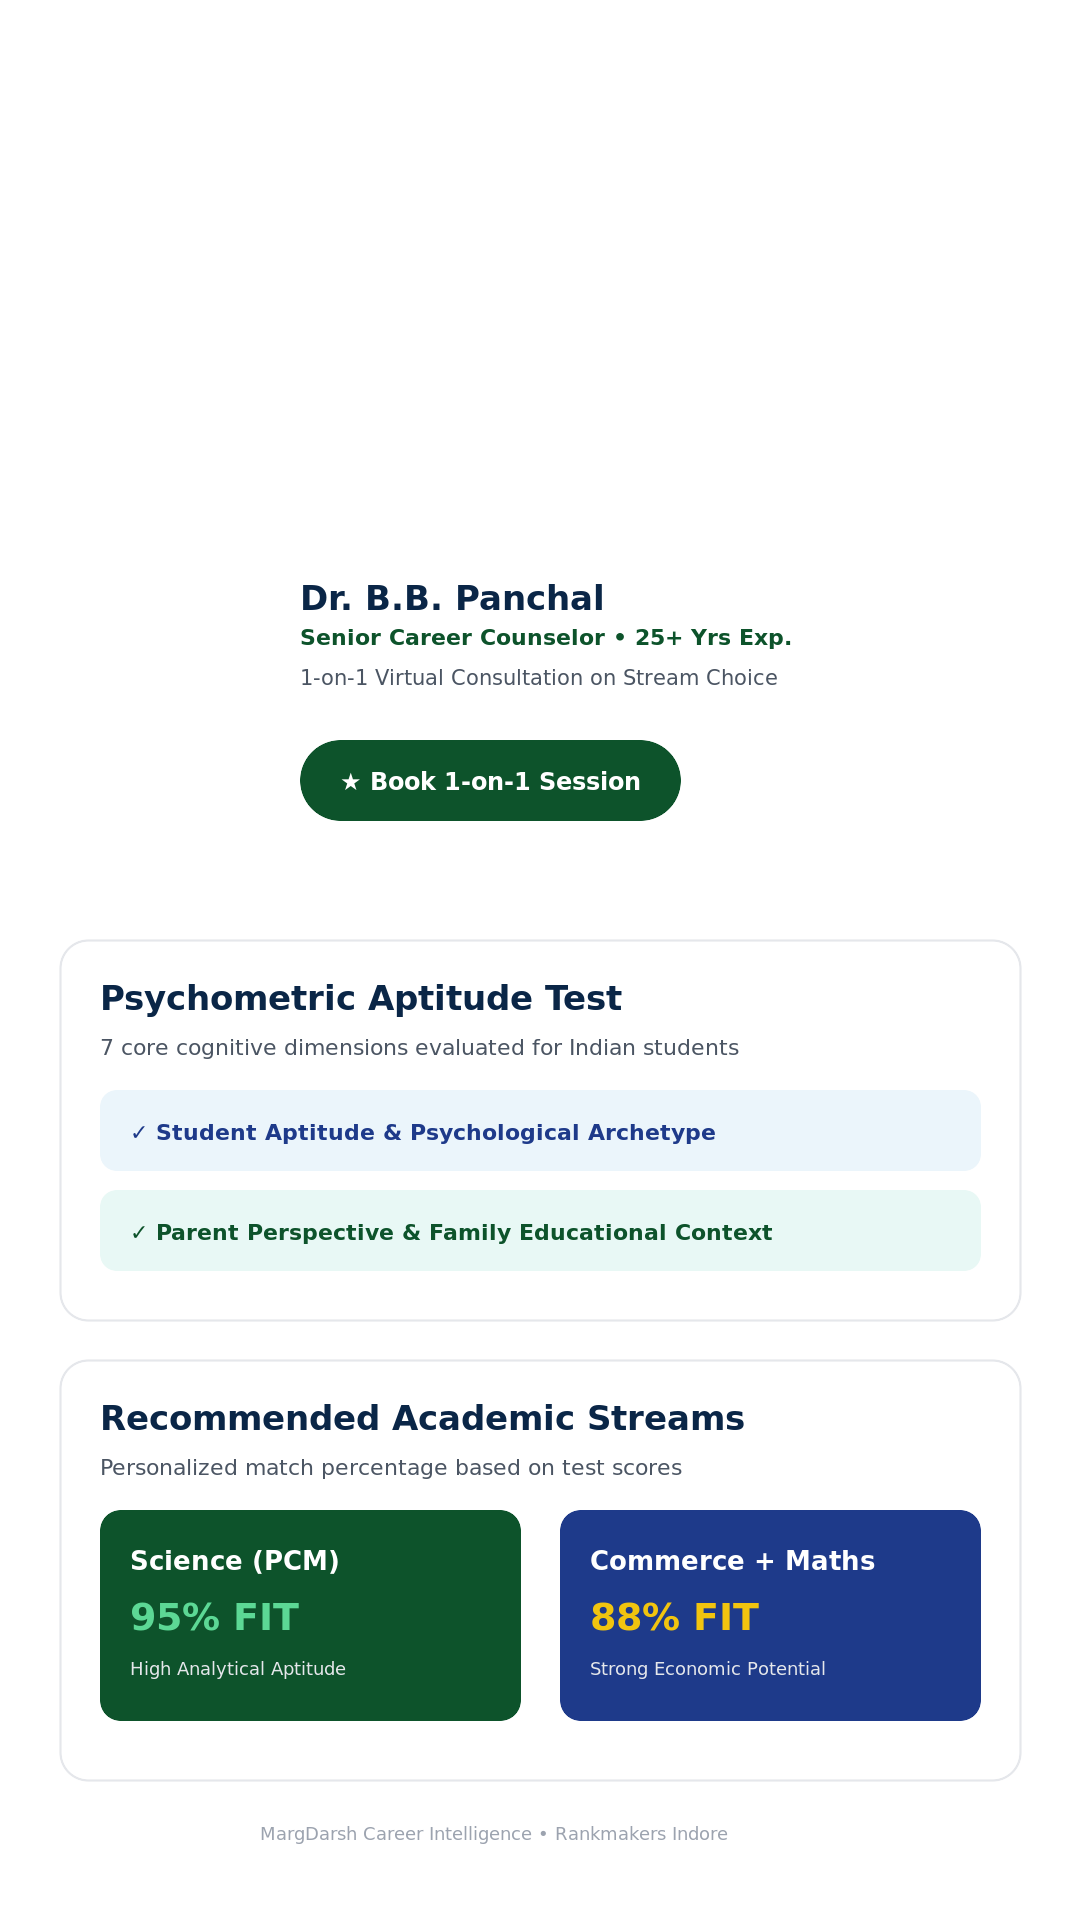 Dr. B.B. Panchal
Senior Career Counselor • 25+ Yrs Exp.
1-on-1 Virtual Consultation on Stream Choice
★ Book 1-on-1 Session
Psychometric Aptitude Test
7 core cognitive dimensions evaluated for Indian students
✓ Student Aptitude & Psychological Archetype
✓ Parent Perspective & Family Educational Context
Recommended Academic Streams
Personalized match percentage based on test scores
Science (PCM)
95% FIT
High Analytical Aptitude
Commerce + Maths
88% FIT
Strong Economic Potential
MargDarsh Career Intelligence • Rankmakers Indore